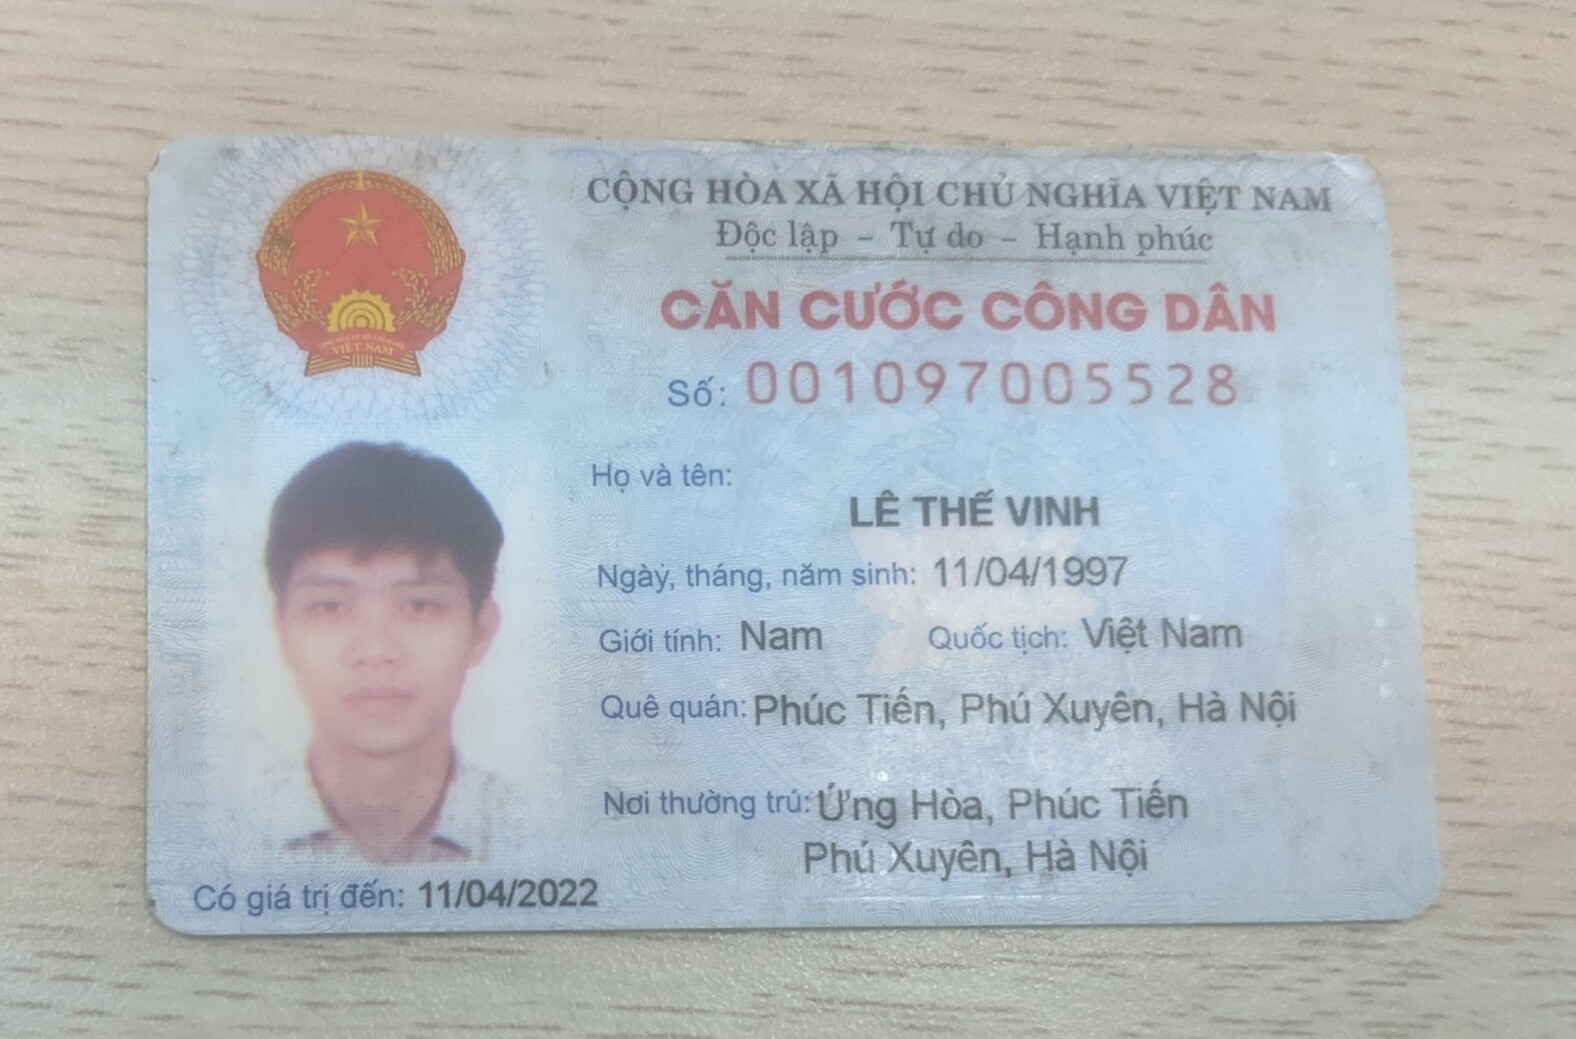 CỘNG HÒA XÃ HỘI CHỦ NGHĨA VIỆT NAM
Độc lập - Tự do - Hạnh phúc
CĂN CƯỚC CÔNG DÂN
Số: 001097005528
Họ và tên:
LÊ THẾ VINH
Ngày, tháng, năm sinh: 11/04/1997
Giới tính: Nam Quốc tịch: Việt Nam
Quê quán: Phúc Tiến, Phú Xuyên, Hà Nội
Nơi thường trú: Ứng Hòa, Phúc Tiến
Phú Xuyên, Hà Nội
Có giá trị đến: 11/04/2022
VIỆT NAM